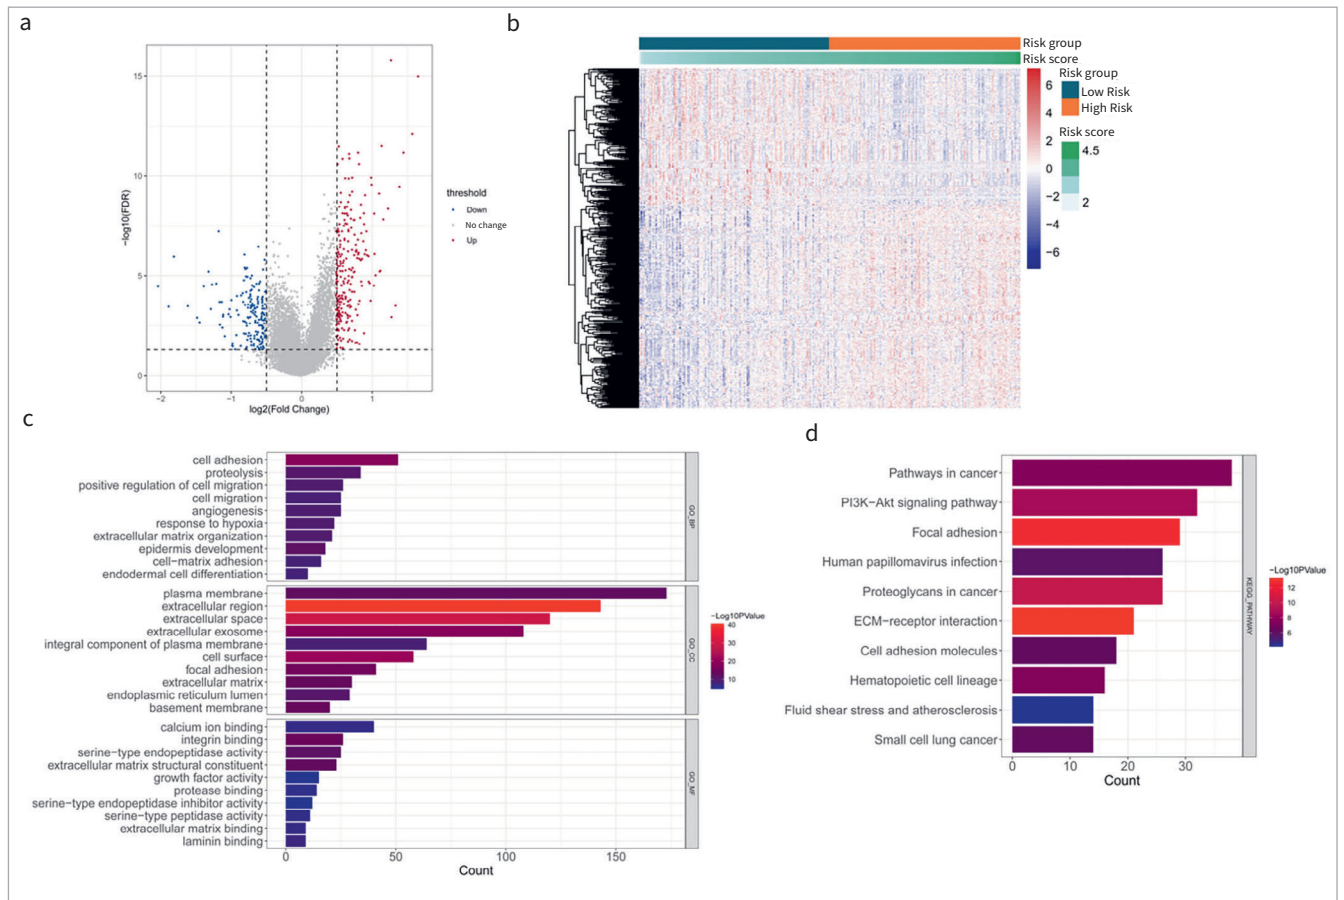 a
−log10(FDR)
15
10
5
0
−2
−1
0
1
log2(Fold Change)
threshold
Down
No change
Up
b
Risk group
Risk score
6
4
2
0
−2
−4
−6
Risk group
Low Risk
High Risk
Risk score
4.5
2
c
cell adhesion
proteolysis
positive regulation of cell migration
cell migration
angiogenesis
response to hypoxia
extracellular matrix organization
epidermis development
cell−matrix adhesion
endodermal cell differentiation
GO_BP
plasma membrane
extracellular region
extracellular space
extracellular exosome
integral component of plasma membrane
cell surface
focal adhesion
extracellular matrix
endoplasmic reticulum lumen
basement membrane
GO_CC
calcium ion binding
integrin binding
serine−type endopeptidase activity
extracellular matrix structural constituent
growth factor activity
protease binding
serine−type endopeptidase inhibitor activity
serine−type peptidase activity
extracellular matrix binding
laminin binding
GO_MF
0
50
100
150
Count
−Log10PValue
40
30
20
10
d
Pathways in cancer
PI3K−Akt signaling pathway
Focal adhesion
Human papillomavirus infection
Proteoglycans in cancer
ECM−receptor interaction
Cell adhesion molecules
Hematopoietic cell lineage
Fluid shear stress and atherosclerosis
Small cell lung cancer
KEGG_PATHWAY
0
10
20
30
Count
−Log10PValue
12
10
8
6